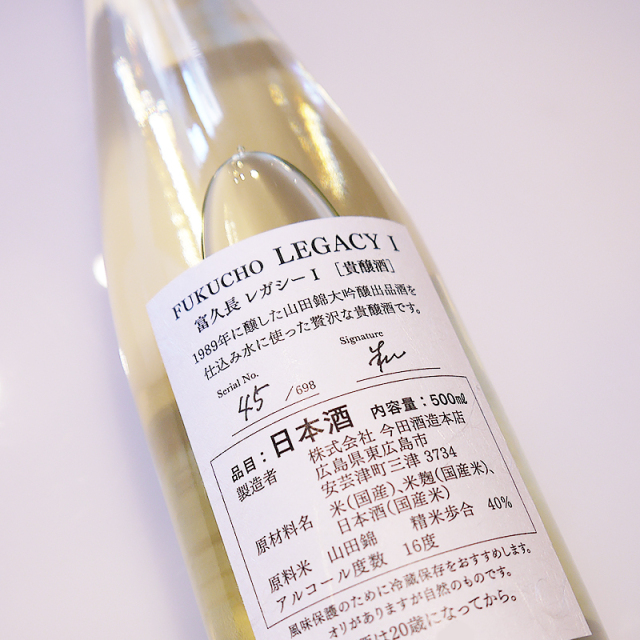 FUKUCHO LEGACY I
富久長 レガシーI [貴醸酒]
1989年に醸した山田錦大吟醸出品酒を
仕込み水に使った贅沢な貴醸酒です。
Serial No. 45 /698 Signature
品目:日本酒 内容量:500ml
製造者 株式会社 今田酒造本店
広島県東広島市
安芸津町三津 3734
原材料名 米(国産)、米麹(国産米)、
日本酒(国産米)
原料米 山田錦 精米歩合 40%
アルコール度数 16度
風味保護のために冷蔵保存をおすすめします。
オリがありますが自然のものです。
は20歳になってから。